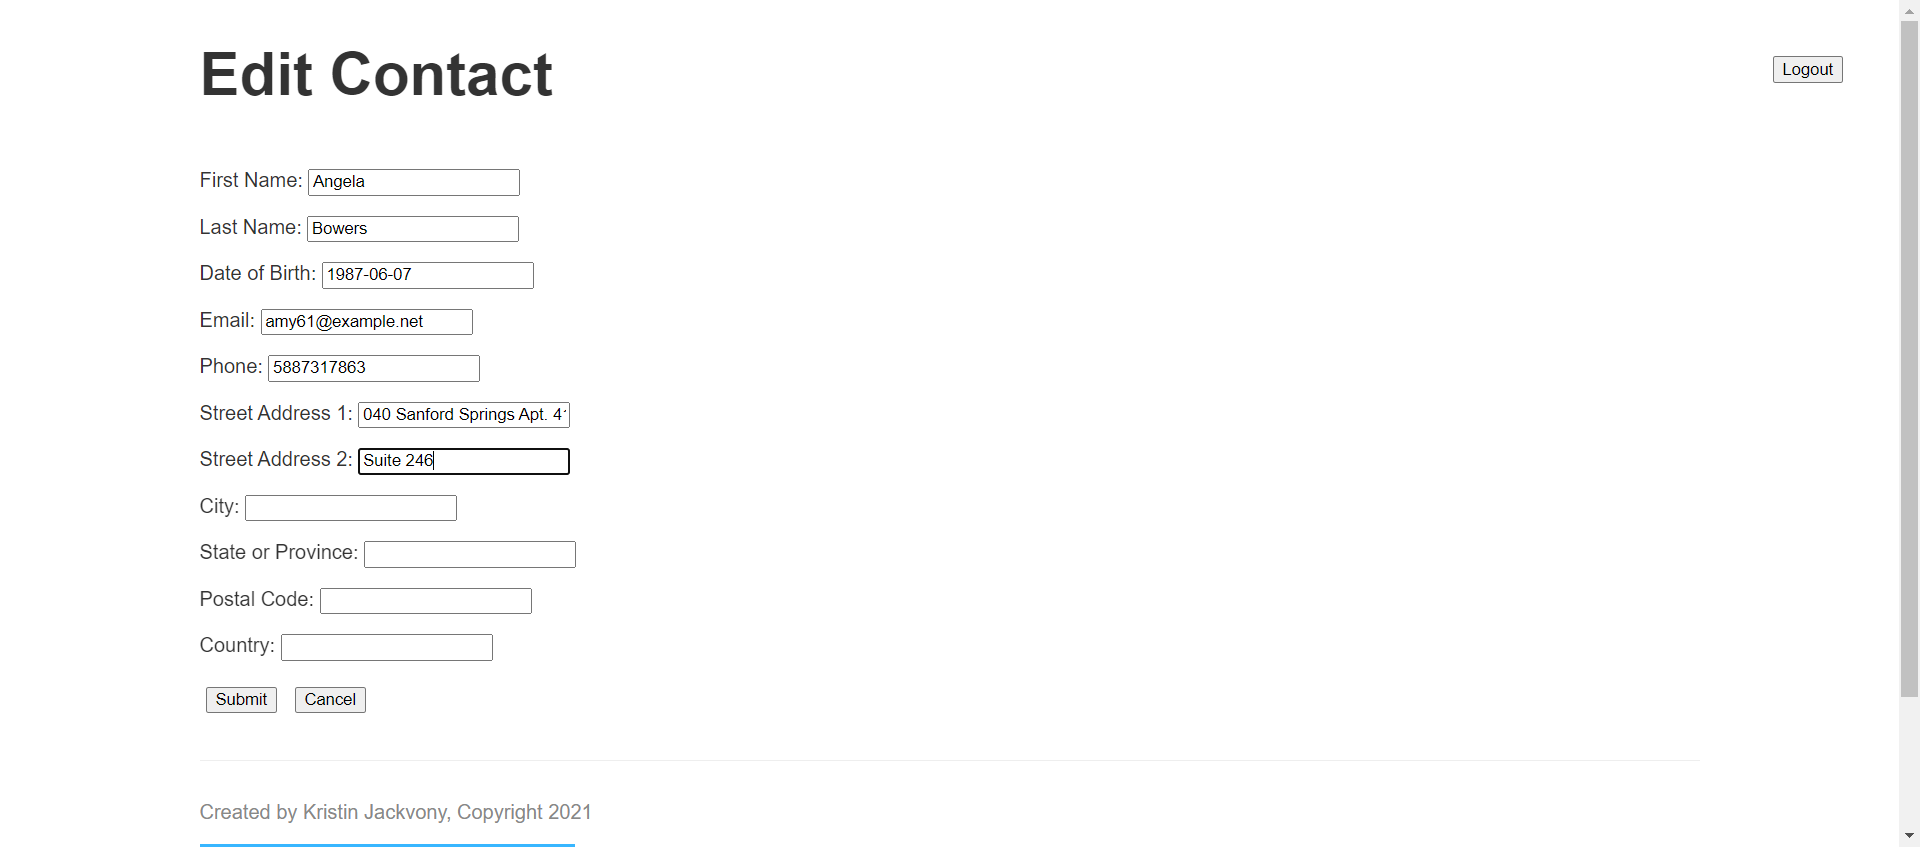 Edit Contact
Logout
First Name: Angela
Last Name: Bowers
Date of Birth: 1987-06-07
Email: amy61@example.net
Phone: 5887317863
Street Address 1: 040 Sanford Springs Apt.
Street Address 2: Suite 246
City:
State or Province:
Postal Code:
Country:
Submit Cancel
Created by Kristin Jackvony, Copyright 2021